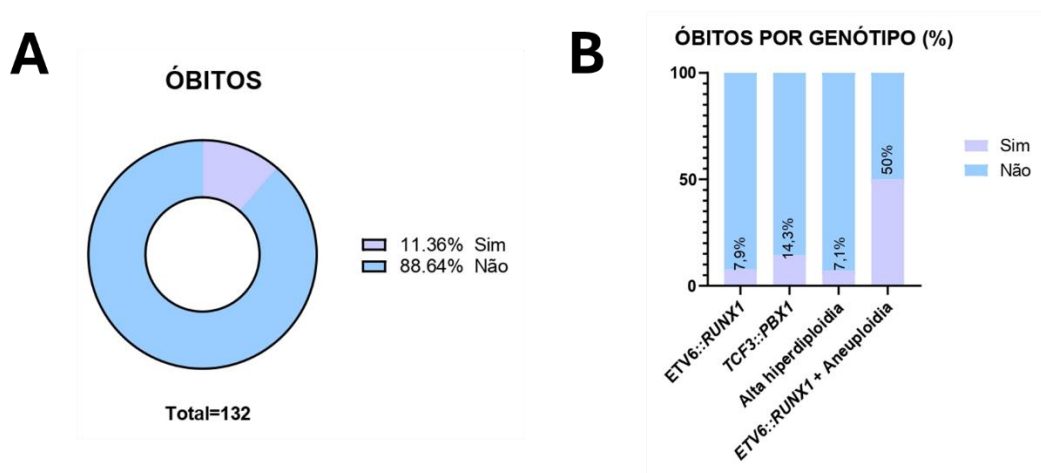 A
ÓBITOS
11.36% Sim
88.64% Não
Total=132
B
ÓBITOS POR GENÓTIPO (%)
100
50
0
7,9%
14,3%
7,1%
50%
Sim
Não
ETV6::RUNX1
TCF3::PBX1
Alta hiperdiploidia
ETV6::RUNX1 + Aneuploidia